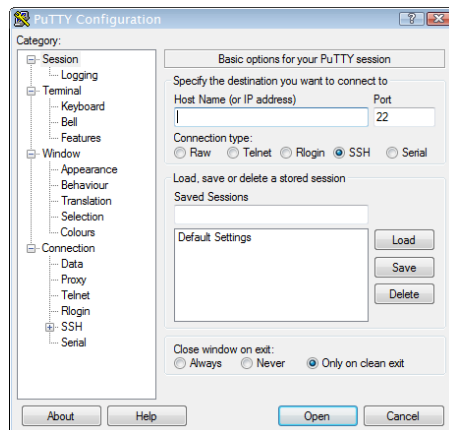 PuTTY Configuration
Category:
Session
Logging
Terminal
Keyboard
Bell
Features
Window
Appearance
Behaviour
Translation
Selection
Colours
Connection
Data
Proxy
Telnet
Rlogin
SSH
Serial
Basic options for your PuTTY session
Specify the destination you want to connect to
Host Name (or IP address) Port
22
Connection type:
Raw Telnet Rlogin SSH Serial
Load, save or delete a stored session
Saved Sessions
Default Settings
Load
Save
Delete
Close window on exit:
Always Never Only on clean exit
About Help Open Cancel